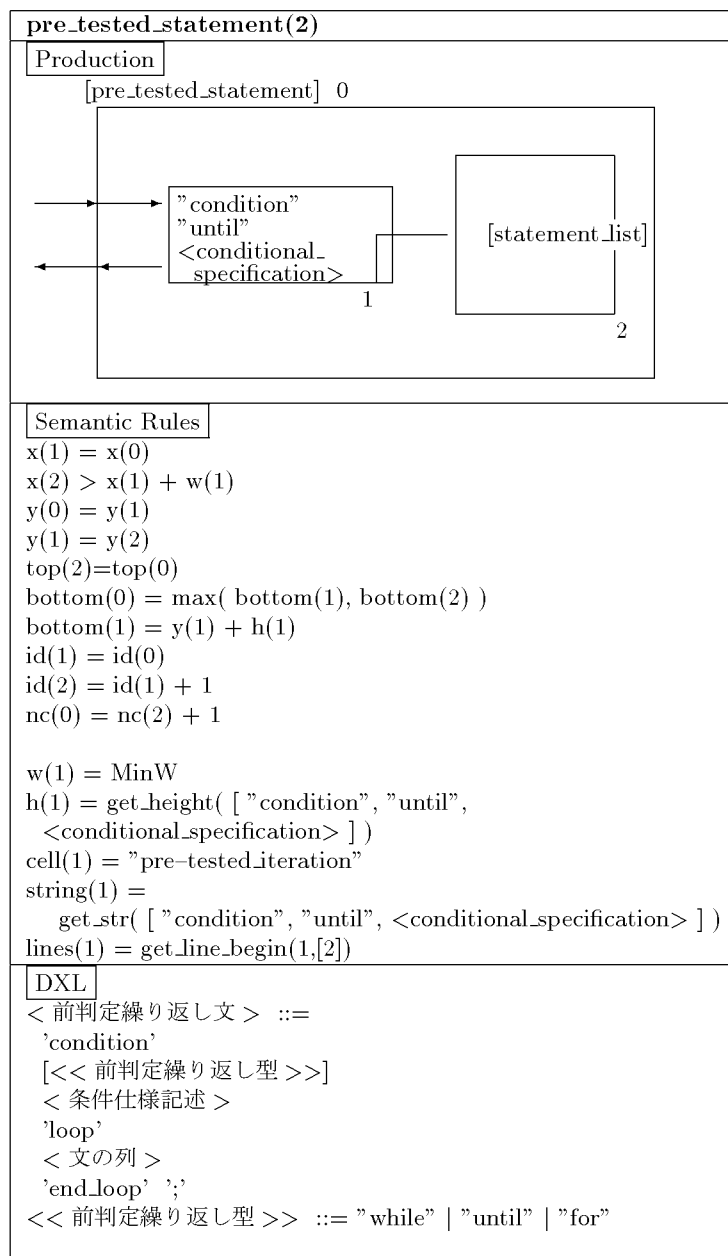 pre_tested_statement(2)
Production
[pre_tested_statement] 0
"condition"
"until"
<conditional_
specification>
1
[statement_list]
2
Semantic Rules
x(1) = x(0)
x(2) > x(1) + w(1)
y(0) = y(1)
y(1) = y(2)
top(2)=top(0)
bottom(0) = max( bottom(1), bottom(2) )
bottom(1) = y(1) + h(1)
id(1) = id(0)
id(2) = id(1) + 1
nc(0) = nc(2) + 1
w(1) = MinW
h(1) = get_height( [ "condition", "until",
<conditional_specification> ] )
cell(1) = "pre–tested_iteration"
string(1) =
get_str( [ "condition", "until", <conditional_specification> ] )
lines(1) = get_line_begin(1,[2])
DXL
< 前判定繰り返し文 > ::=
'condition'
[<< 前判定繰り返し型 >>]
< 条件仕様記述 >
'loop'
< 文の列 >
'end_loop' ';'
<< 前判定繰り返し型 >> ::= "while" | "until" | "for"